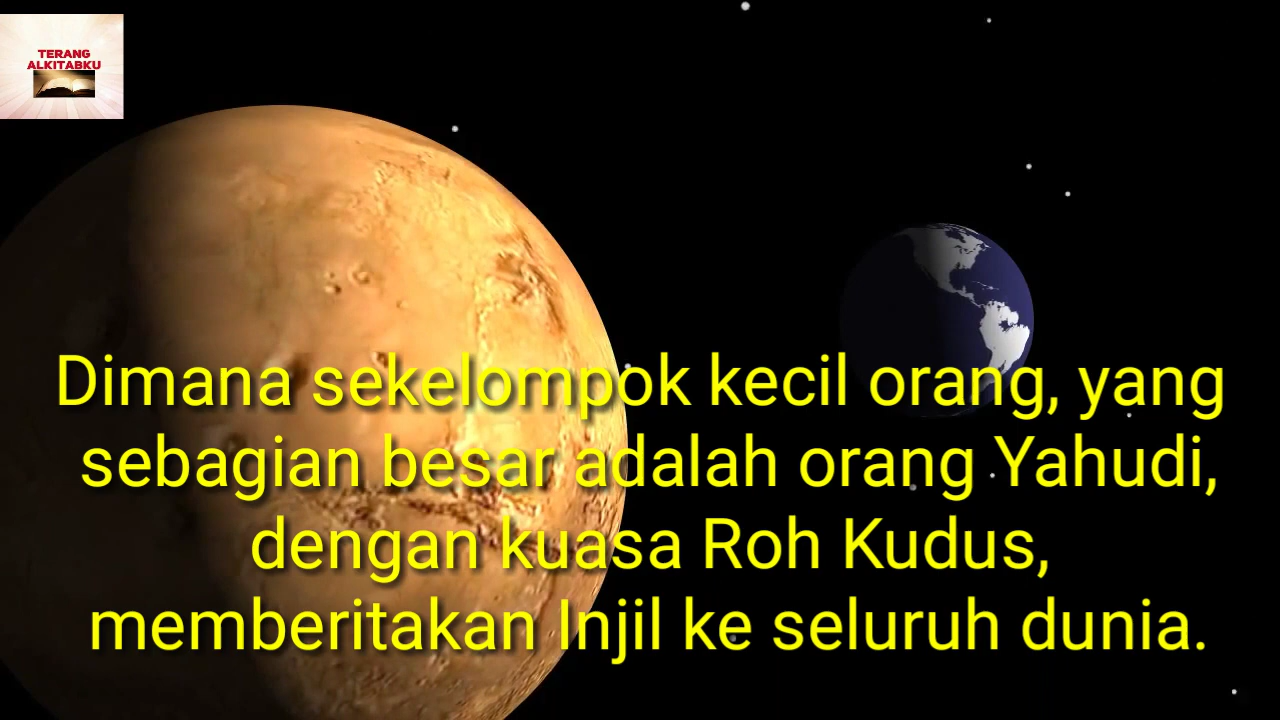 TERANG
ALKITABKU
Dimana sekelompok kecil orang, yang
sebagian besar adalah orang Yahudi,
dengan kuasa Roh Kudus,
memberitakan Injil ke seluruh dunia.